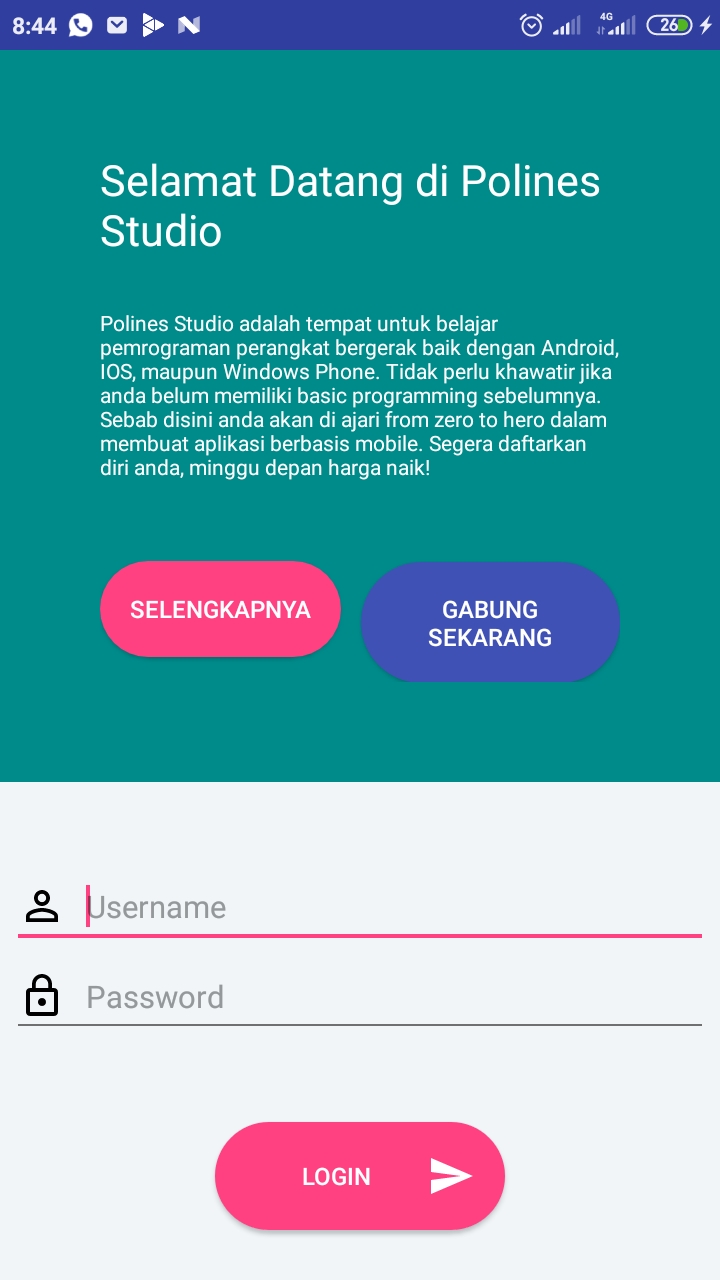 8:44
4G
26
Selamat Datang di Polines
Studio
Polines Studio adalah tempat untuk belajar
pemrograman perangkat bergerak baik dengan Android,
IOS, maupun Windows Phone. Tidak perlu khawatir jika
anda belum memiliki basic programming sebelumnya.
Sebab disini anda akan di ajari from zero to hero dalam
membuat aplikasi berbasis mobile. Segera daftarkan
diri anda, minggu depan harga naik!
SELENGKAPNYA
GABUNG
SEKARANG
Username
Password
LOGIN